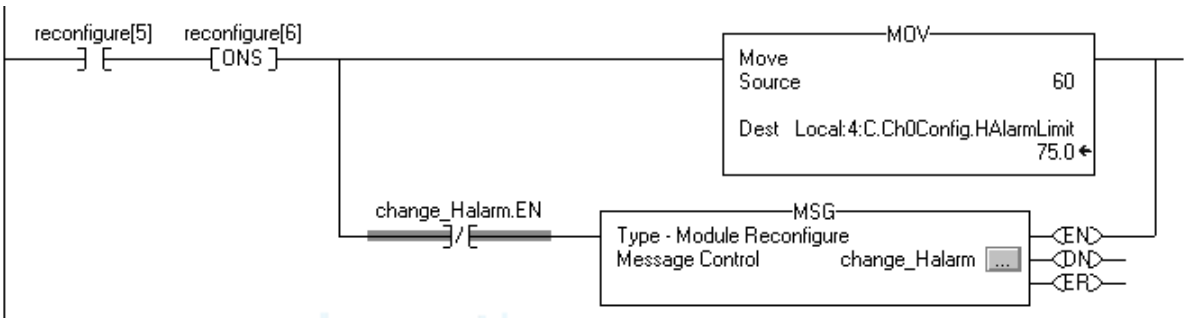 reconfigure[5] reconfigure[6]
ONS
MOV
Move
Source 60
Dest Local:4:C.Ch0Config.HAlarmLimit
75.0
change_Halarm.EN
MSG
Type - Module Reconfigure
Message Control change_Halarm ...
EN
DN
ER